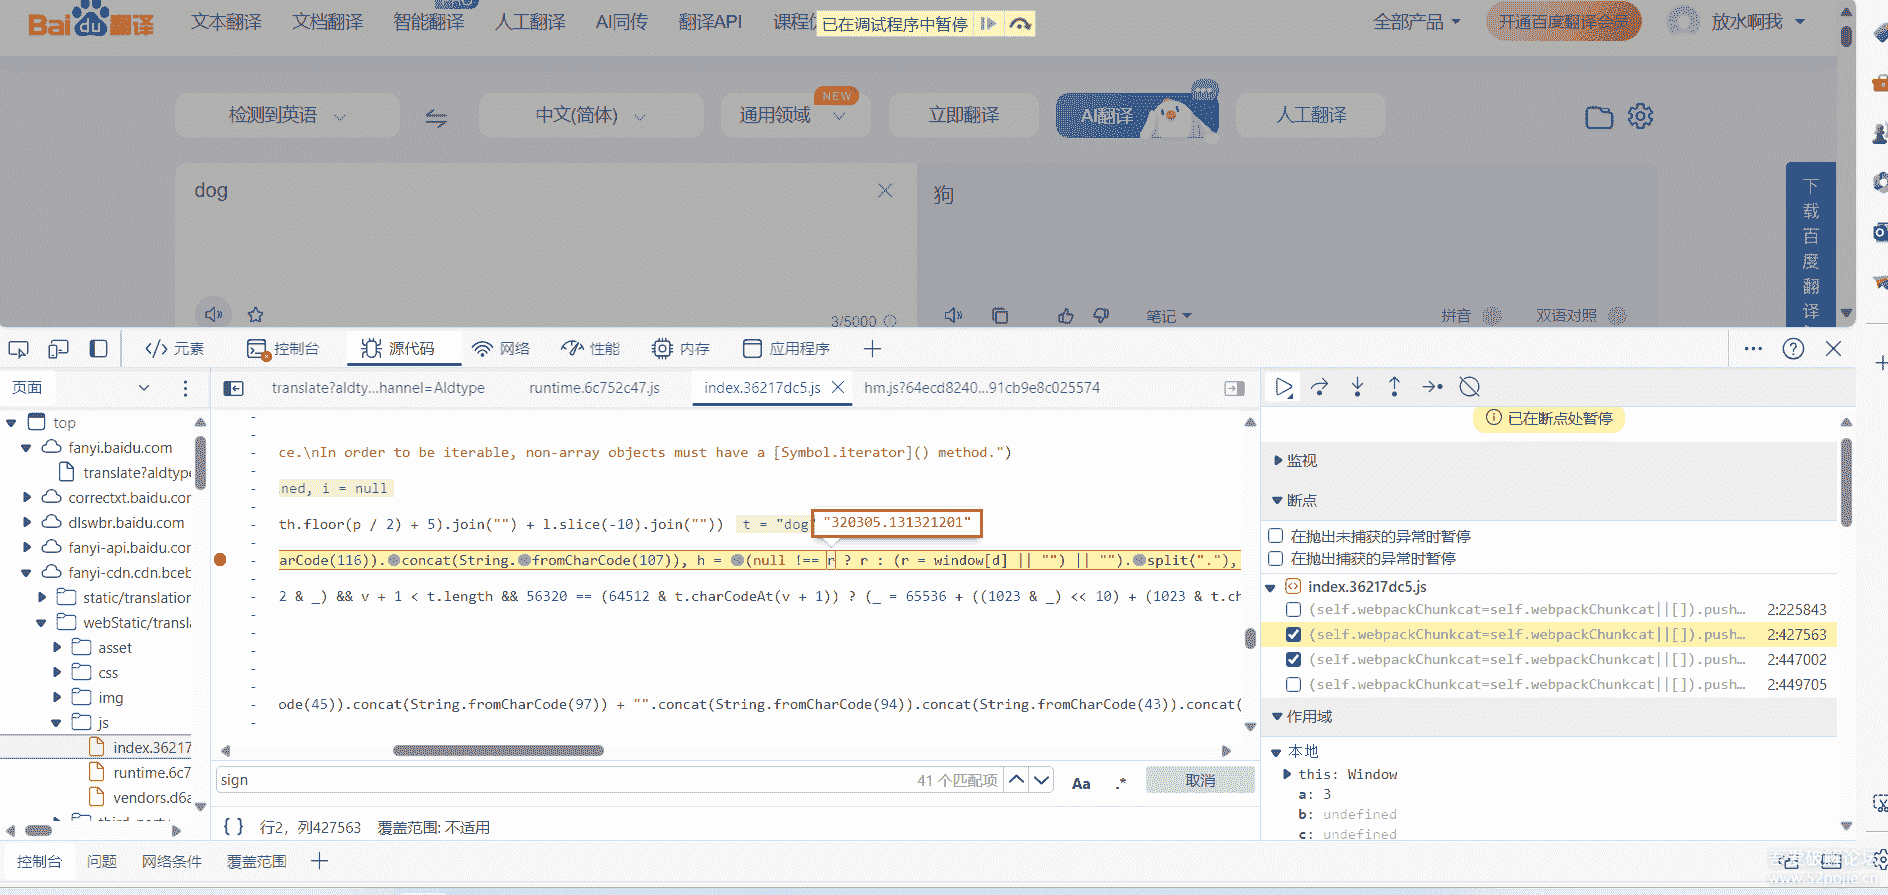 Bai du 翻译
文本翻译 文档翻译 智能翻译 人工翻译 AI同传 翻译API
已在调试程序中暂停
全部产品 开通百度翻译会员 放水啊我
检测到英语 中文(简体) 通用领域 NEW 立即翻译 AI翻译 人工翻译
dog
狗
下载百度翻译
3/5000 笔记 拼音 双语对照
元素 控制台 源代码 网络 性能 内存 应用程序
页面
translate?aldty...hannel=Aldtype runtime.6c752c47.js index.36217dc5.js hm.js?64ecd8240...91cb9e8c025574
top
fanyi.baidu.com
translate?aldtype
correctxt.baidu.cor
dlswbr.baidu.com
fanyi-api.baidu.cor
fanyi-cdn.cdn.bceb
static/translation
webStatic/transla
asset
css
img
js
index.36217
runtime.6c7
vendors.d6a
ce.\nIn order to be iterable, non-array objects must have a [Symbol.iterator]() method.")
ned, i = null
th.floor(p / 2) + 5).join("") + l.slice(-10).join("")) t = "dog
"320305.131321201"
arCode(116)).concat(String.fromCharCode(107)), h = (null !== r ? r : (r = window[d] || "") || "").split("."),
2 & _) && v + 1 < t.length && 56320 == (64512 & t.charCodeAt(v + 1)) ? (_ = 65536 + ((1023 & _) << 10) + (1023 & t.ch
ode(45)).concat(String.fromCharCode(97)) + "".concat(String.fromCharCode(94)).concat(String.fromCharCode(43)).concat(
sign 41 个匹配项 Aa .* 取消
{ } 行2，列427563 覆盖范围: 不适用
已在断点处暂停
监视
断点
在抛出未捕获的异常时暂停
在抛出捕获的异常时暂停
index.36217dc5.js
(self.webpackChunkcat=self.webpackChunkcat||[]).push... 2:225843
(self.webpackChunkcat=self.webpackChunkcat||[]).push... 2:427563
(self.webpackChunkcat=self.webpackChunkcat||[]).push... 2:447002
(self.webpackChunkcat=self.webpackChunkcat||[]).push... 2:449705
作用域
本地
this: Window
a: 3
b: undefined
c: undefined
控制台 问题 网络条件 覆盖范围
www.52pojie.cn